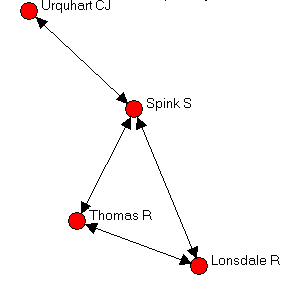 Urquhart CJ
Spink S
Thomas R
Lonsdale R